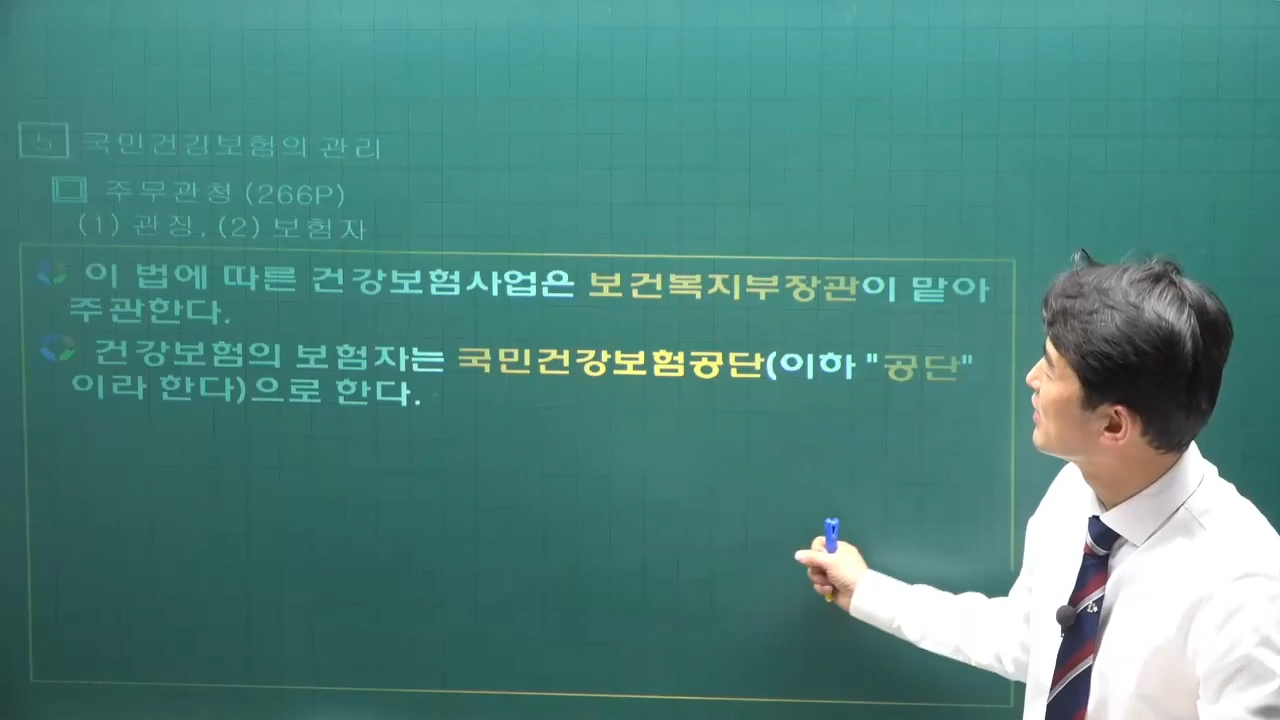 5 국민건강보험의 관리
주무관청 (266P)
(1) 관장, (2) 보험자
이 법에 따른 건강보험사업은 보건복지부장관이 맡아
주관한다.
건강보험의 보험자는 국민건강보험공단(이하 "공단"
이라 한다)으로 한다.